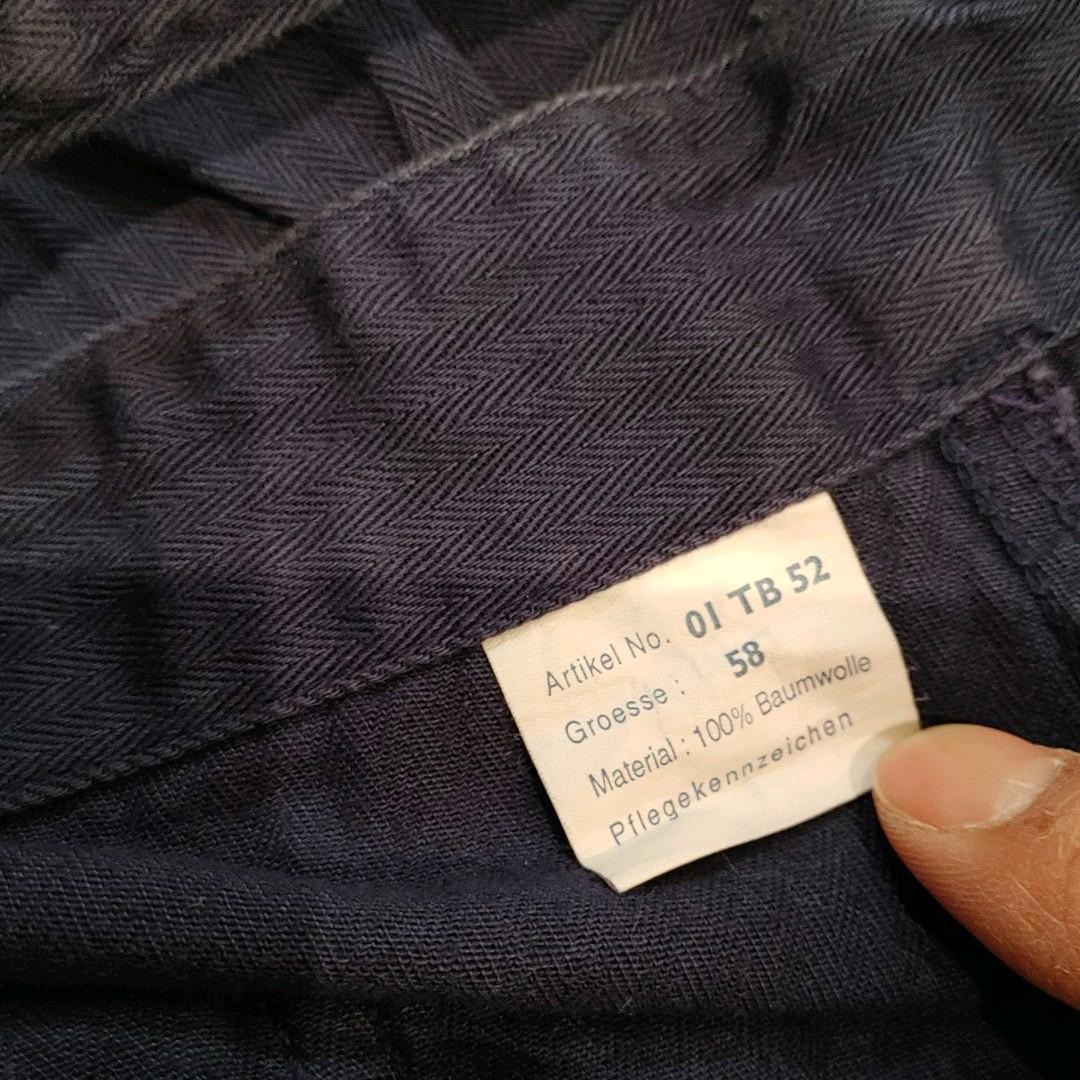 Artikel No. 01 TB 52
Groesse : 58
Material : 100% Baumwolle
Pflegekennzeichen